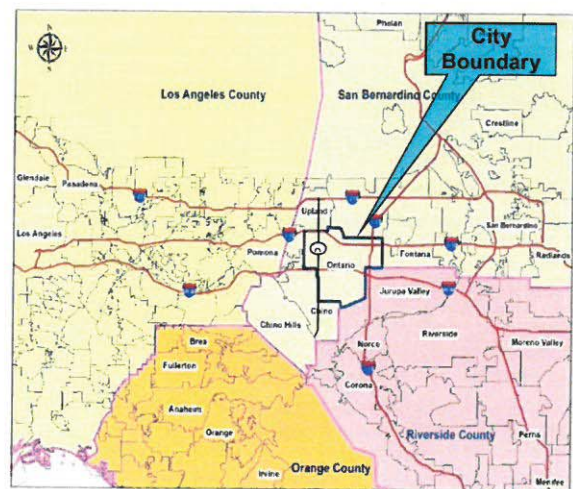 Phelan
City
Boundary
Los Angeles County
San Bernardino County
Crestline
Glendale
Pasadena
Upland
San Bernardino
Los Angeles
Pomona
Fontana
Redlands
Ontario
Jurupa Valley
Chino
Chino Hills
Riverside
Brea
Norco
Moreno Valley
Fullerton
Corona
Anaheim
Orange
Riverside County
Perris
Orange County
Irvine
Menifee